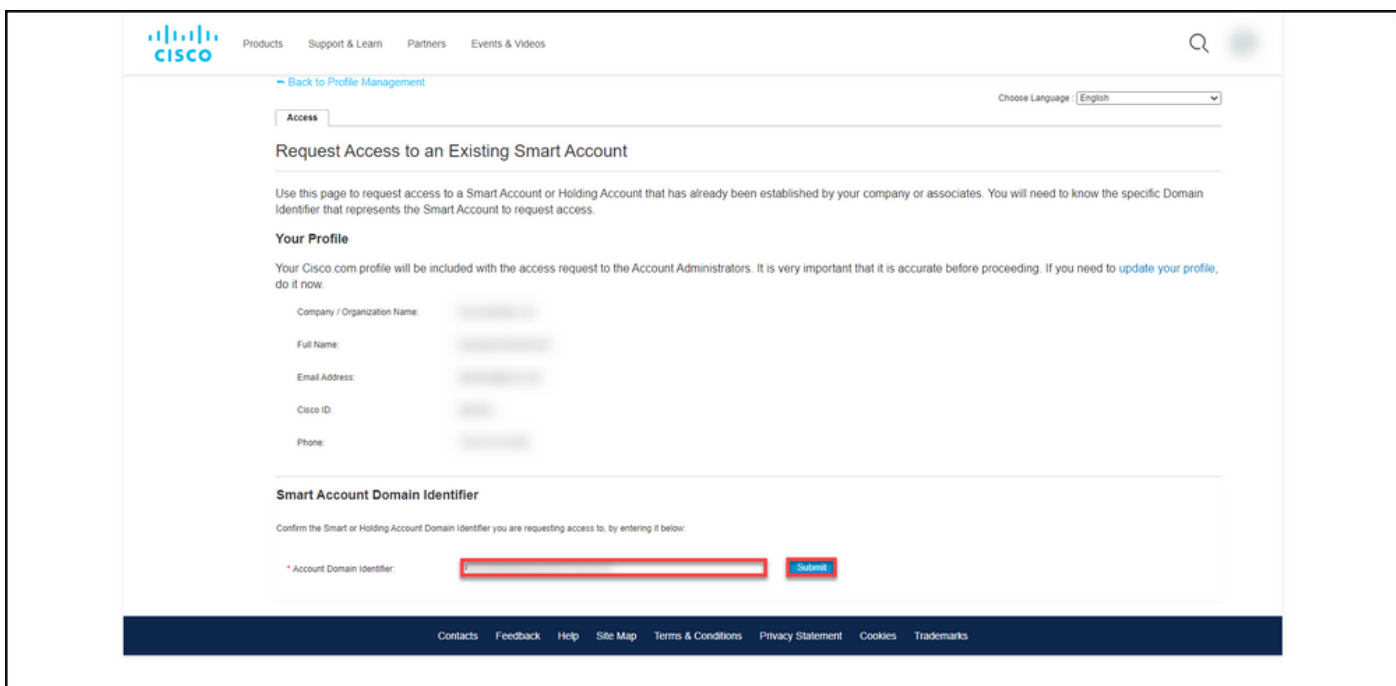 CISCO
Products Support & Learn Partners Events & Videos
Back to Profile Management
Choose Language : English
Access
Request Access to an Existing Smart Account
Use this page to request access to a Smart Account or Holding Account that has already been established by your company or associates. You will need to know the specific Domain
Identifier that represents the Smart Account to request access.
Your Profile
Your Cisco.com profile will be included with the access request to the Account Administrators. It is very important that it is accurate before proceeding. If you need to update your profile,
do it now.
Company / Organization Name:
Full Name:
Email Address:
Cisco ID:
Phone:
Smart Account Domain Identifier
Confirm the Smart or Holding Account Domain Identifier you are requesting access to, by entering it below:
* Account Domain Identifier:
Submit
Contacts Feedback Help Site Map Terms & Conditions Privacy Statement Cookies Trademarks